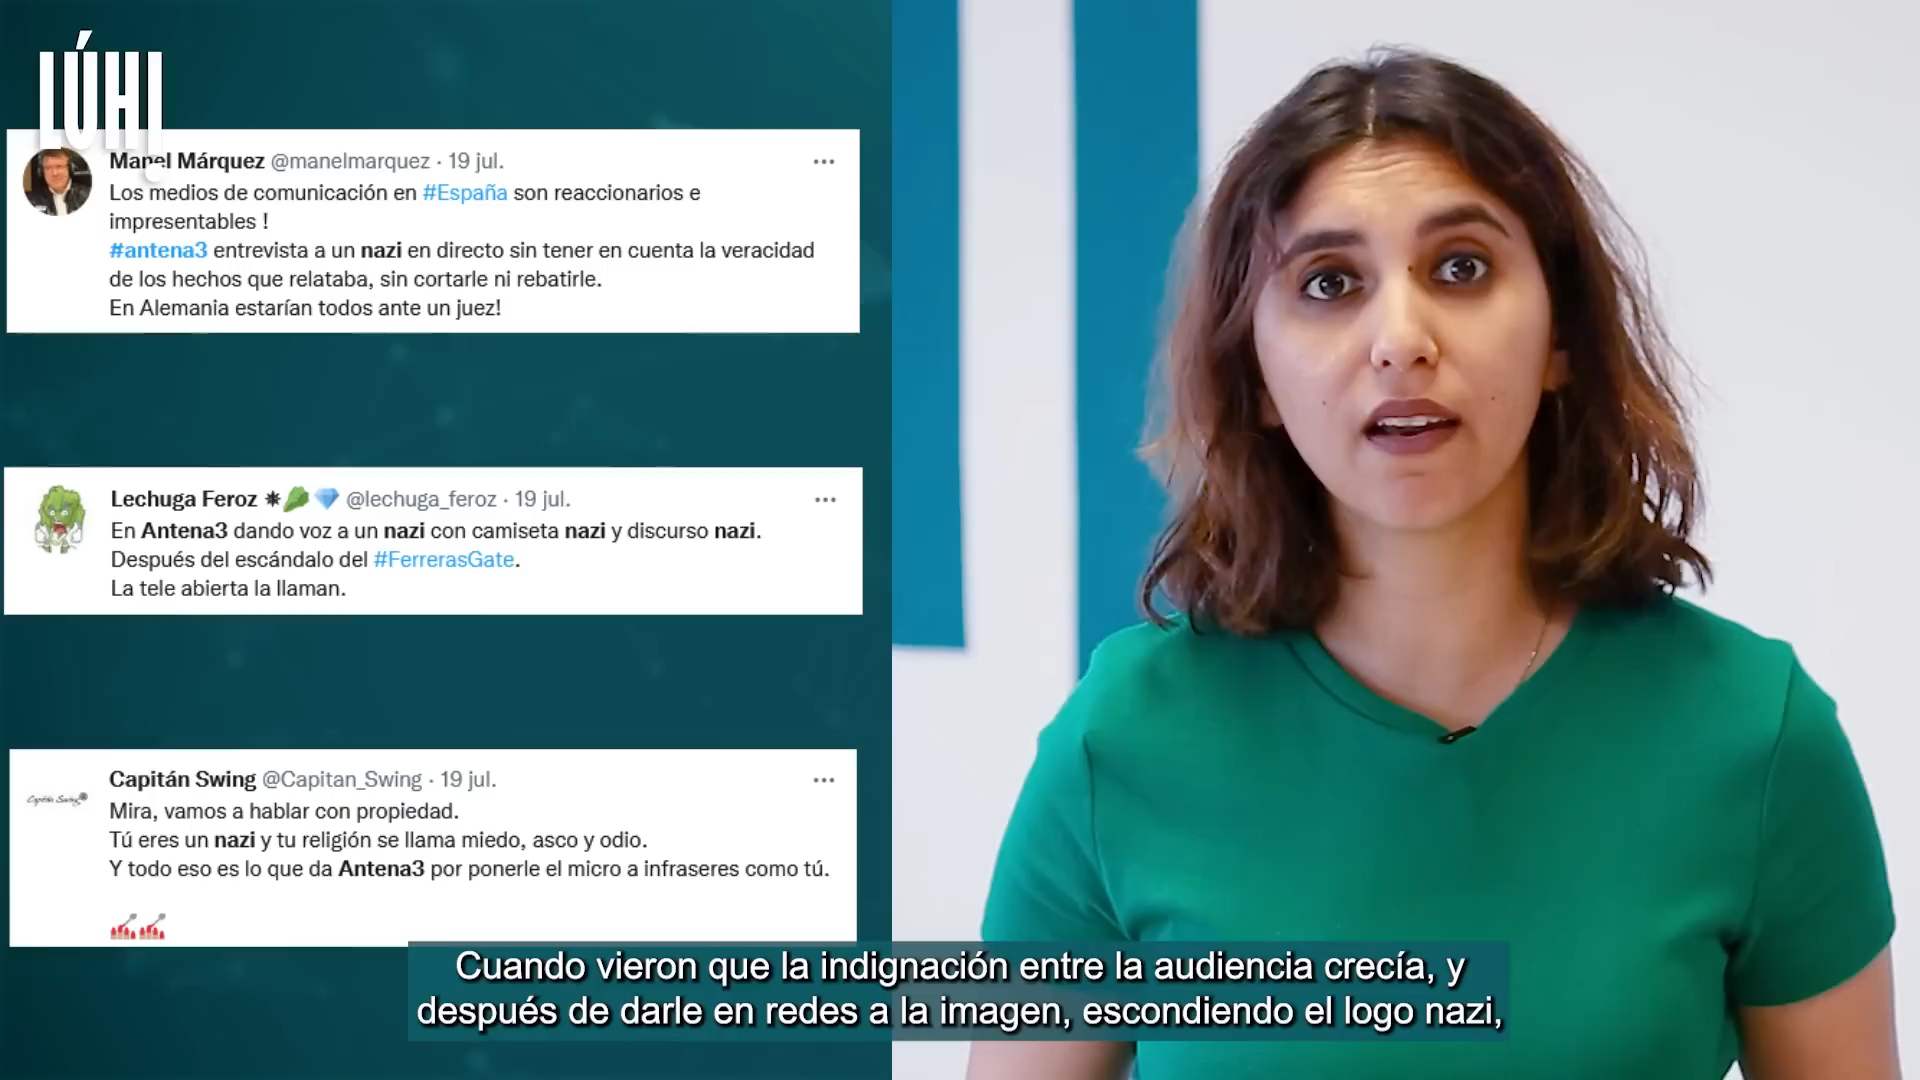 LÚH!
Manel Márquez @manelmarquez · 19 jul.
Los medios de comunicación en #España son reaccionarios e
impresentables !
#antena3 entrevista a un nazi en directo sin tener en cuenta la veracidad
de los hechos que relataba, sin cortarle ni rebatirle.
En Alemania estarían todos ante un juez!
Lechuga Feroz @lechuga_feroz · 19 jul.
En Antena3 dando voz a un nazi con camiseta nazi y discurso nazi.
Después del escándalo del #FerrerasGate.
La tele abierta la llaman.
Capitán Swing
Capitán Swing @Capitan_Swing · 19 jul.
Mira, vamos a hablar con propiedad.
Tú eres un nazi y tu religión se llama miedo, asco y odio.
Y todo eso es lo que da Antena3 por ponerle el micro a infraseres como tú.
Cuando vieron que la indignación entre la audiencia crecía, y
después de darle en redes a la imagen, escondiendo el logo nazi,